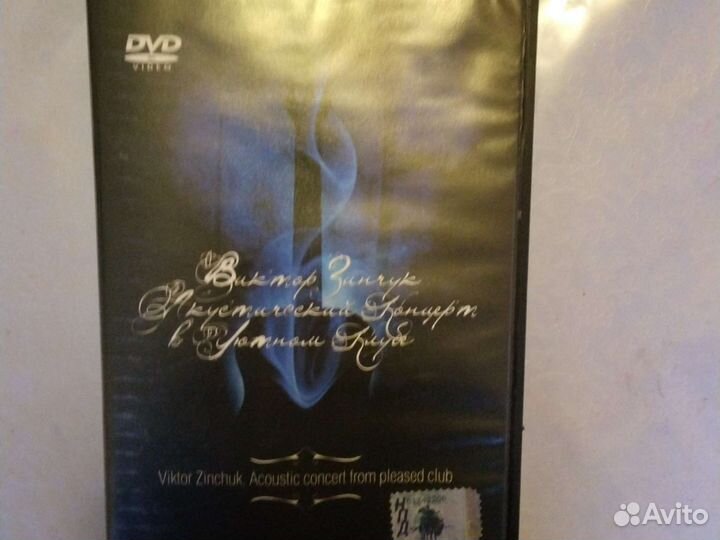 DVD
VIDEO
Виктор Зинчук
Акустический Концерт
в Уютном Клубе
Viktor Zinchuk. Acoustic concert from pleased club
Avito